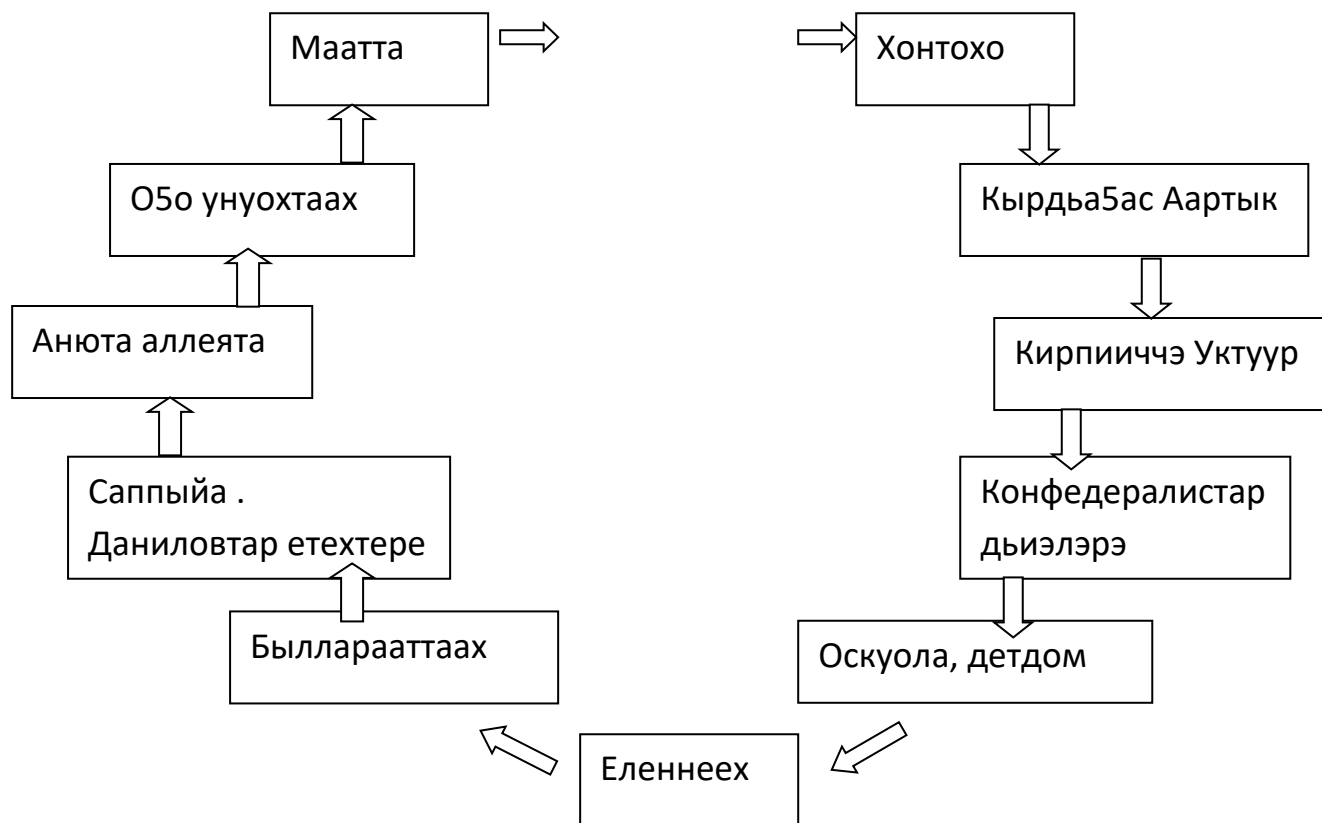 Маатта
Хонтохо
О5о унуохтаах
Кырдьа5ас Аартык
Анюта аллеята
Кирпииччэ Уктуур
Саппыйа .
Даниловтар етехтере
Конфедералистар
дьиэлэрэ
Былларааттаах
Оскуола, детдом
Еленнеех